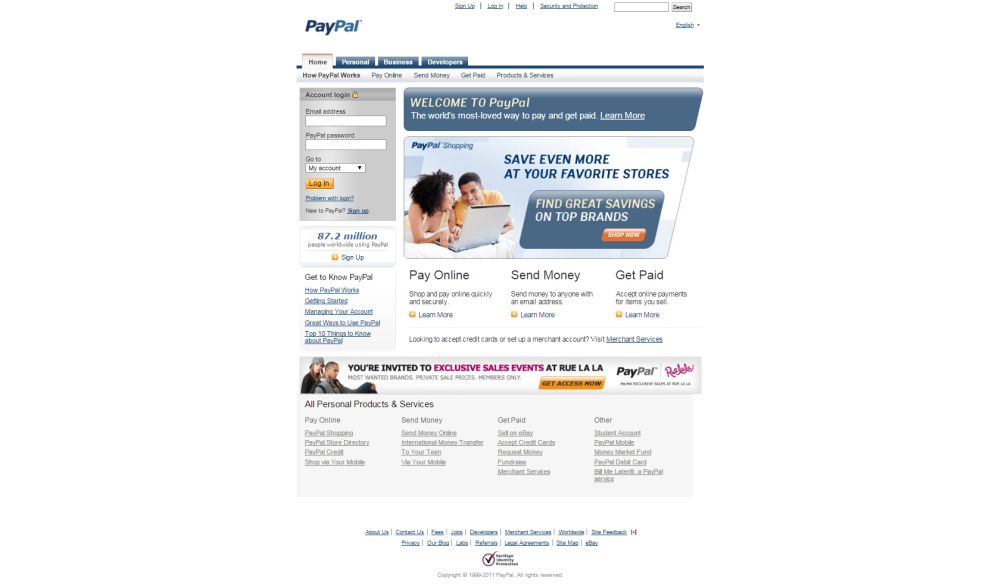 Sign Up | Log In | Help | Security and Protection Search
PayPal
English
Home Personal Business Developers
How PayPal Works Pay Online Send Money Get Paid Products & Services
Account login
Email address
PayPal password
Go to
My account
Log In
Problem with login?
New to PayPal? Sign up.
87.2 million
people worldwide using PayPal
Sign Up
Get to Know PayPal
How PayPal Works
Getting Started
Managing Your Account
Great Ways to Use PayPal
Top 10 Things to Know
about PayPal
WELCOME TO PayPal
The world's most-loved way to pay and get paid. Learn More
PayPal Shopping
SAVE EVEN MORE
AT YOUR FAVORITE STORES
FIND GREAT SAVINGS
ON TOP BRANDS
SHOP NOW
Pay Online
Shop and pay online quickly
and securely.
Learn More
Send Money
Send money to anyone with
an email address.
Learn More
Get Paid
Accept online payments
for items you sell.
Learn More
Looking to accept credit cards or set up a merchant account? Visit Merchant Services
YOU'RE INVITED TO EXCLUSIVE SALES EVENTS AT RUE LA LA
MOST WANTED BRANDS. PRIVATE SALE PRICES. MEMBERS ONLY.
GET ACCESS NOW
PayPal RueLaLa
PayPal EXCLUSIVE SALES AT RUE LA LA
All Personal Products & Services
Pay Online
PayPal Shopping
PayPal Store Directory
PayPal Credit
Shop via Your Mobile
Send Money
Send Money Online
International Money Transfer
To Your Teen
Via Your Mobile
Get Paid
Sell on eBay
Accept Credit Cards
Request Money
Fundraise
Merchant Services
Other
Student Account
PayPal Mobile
Money Market Fund
PayPal Debit Card
Bill Me Later®, a PayPal
service
About Us | Contact Us | Fees | Jobs | Developers | Merchant Services | Worldwide | Site Feedback [+]
Privacy | Our Blog | Labs | Referrals | Legal Agreements | Site Map | eBay
VeriSign
Identity
Protection
Copyright © 1999-2011 PayPal. All rights reserved.